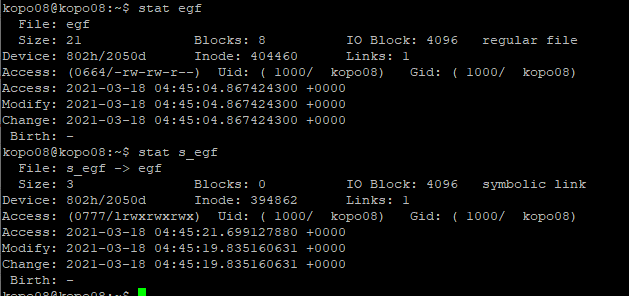 kopo08@kopo08:~$ stat egf
  File: egf
  Size: 21              Blocks: 8          IO Block: 4096   regular file
Device: 802h/2050d      Inode: 404460      Links: 1
Access: (0664/-rw-rw-r--)  Uid: ( 1000/  kopo08)   Gid: ( 1000/  kopo08)
Access: 2021-03-18 04:45:04.867424300 +0000
Modify: 2021-03-18 04:45:04.867424300 +0000
Change: 2021-03-18 04:45:04.867424300 +0000
 Birth: -
kopo08@kopo08:~$ stat s_egf
  File: s_egf -> egf
  Size: 3               Blocks: 0          IO Block: 4096   symbolic link
Device: 802h/2050d      Inode: 394862      Links: 1
Access: (0777/lrwxrwxrwx)  Uid: ( 1000/  kopo08)   Gid: ( 1000/  kopo08)
Access: 2021-03-18 04:45:21.699127880 +0000
Modify: 2021-03-18 04:45:19.835160631 +0000
Change: 2021-03-18 04:45:19.835160631 +0000
 Birth: -
kopo08@kopo08:~$